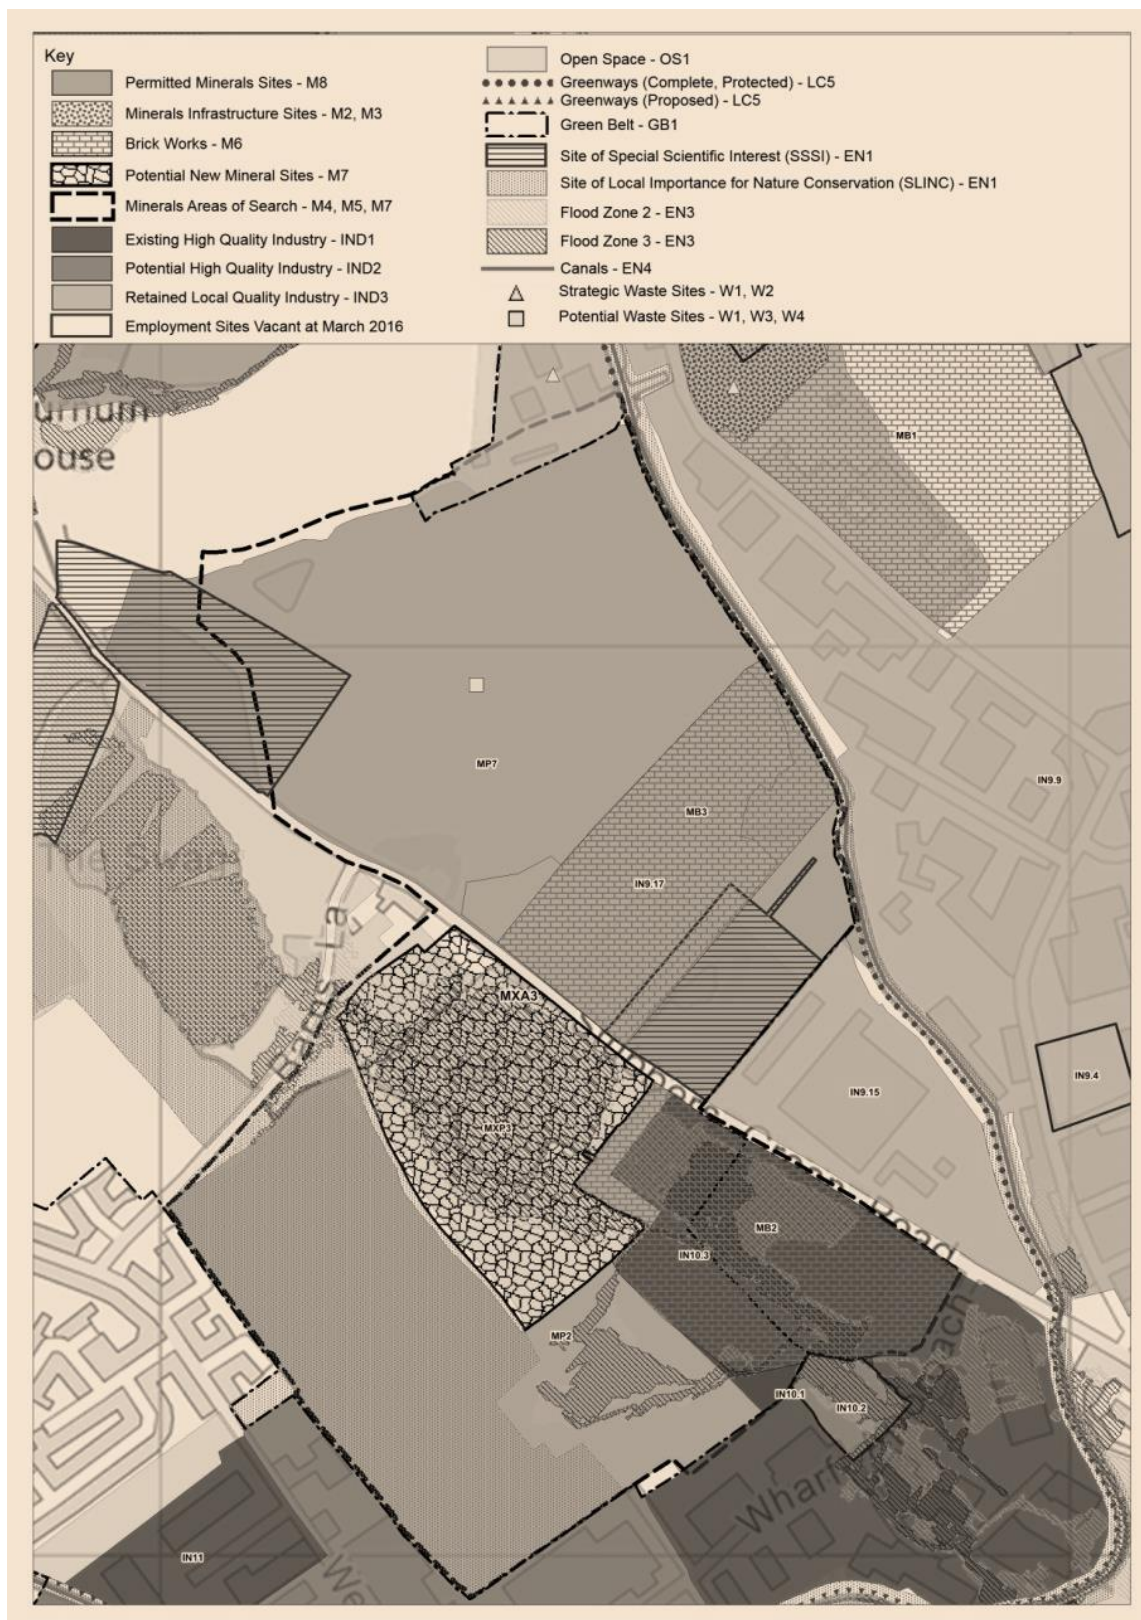 Key
Permitted Minerals Sites - M8
Minerals Infrastructure Sites - M2, M3
Brick Works - M6
Potential New Mineral Sites - M7
Minerals Areas of Search - M4, M5, M7
Existing High Quality Industry - IND1
Potential High Quality Industry - IND2
Retained Local Quality Industry - IND3
Employment Sites Vacant at March 2016
Open Space - OS1
Greenways (Complete, Protected) - LC5
Greenways (Proposed) - LC5
Green Belt - GB1
Site of Special Scientific Interest (SSSI) - EN1
Site of Local Importance for Nature Conservation (SLINC) - EN1
Flood Zone 2 - EN3
Flood Zone 3 - EN3
Canals - EN4
Strategic Waste Sites - W1, W2
Potential Waste Sites - W1, W3, W4
urnum
ouse
MB1
MP7
IN9.9
MB3
IN9.17
Barns La
MXA3
IN9.4
IN9.15
MXP3
Road
MB2
IN10.3
MP2
IN10.1
IN10.2
Wharf
IN11
We